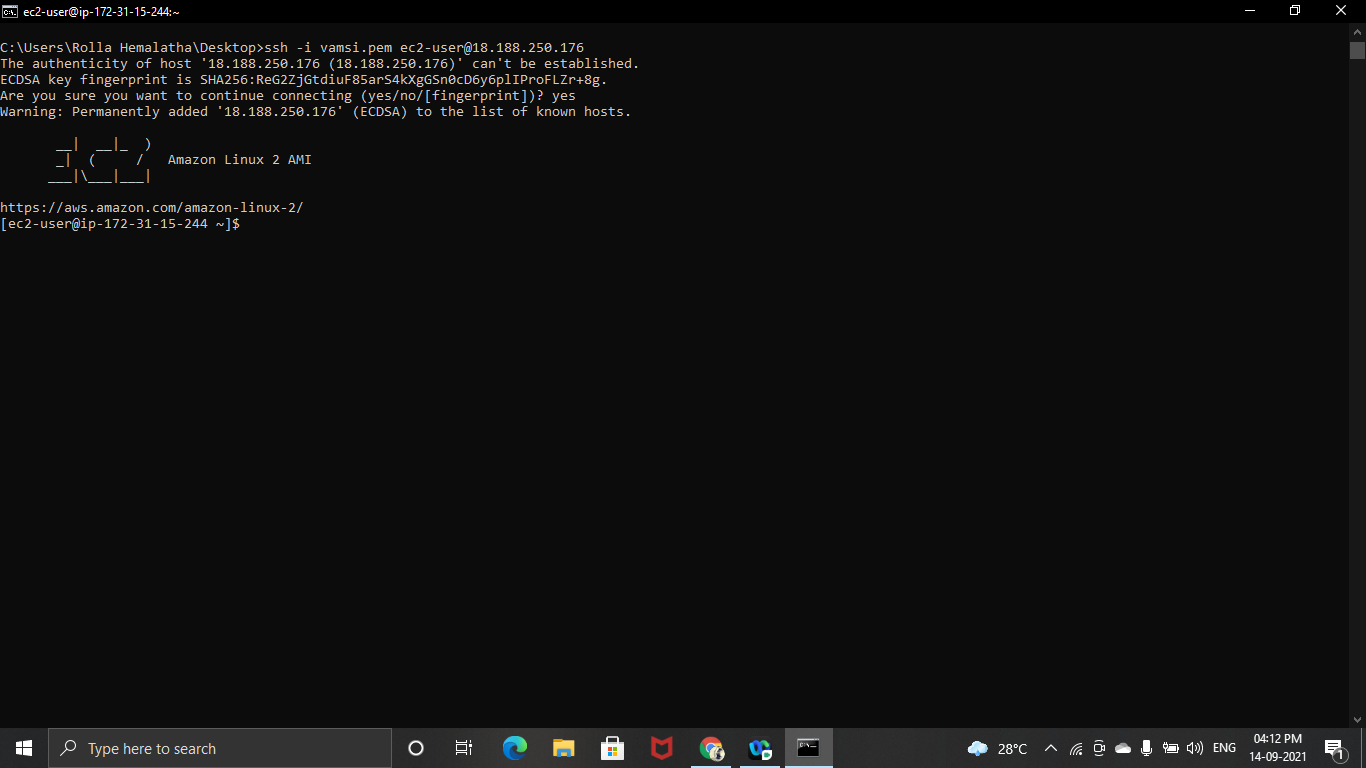 ec2-user@ip-172-31-15-244:~
C:\Users\Rolla Hemalatha\Desktop>ssh -i vamsi.pem ec2-user@18.188.250.176
The authenticity of host '18.188.250.176 (18.188.250.176)' can't be established.
ECDSA key fingerprint is SHA256:ReG2ZjGtdiuF85arS4kXgGSn0cD6y6plIProFLZr+8g.
Are you sure you want to continue connecting (yes/no/[fingerprint])? yes
Warning: Permanently added '18.188.250.176' (ECDSA) to the list of known hosts.
       __|  __|_  )
       _|  (     /   Amazon Linux 2 AMI
      ___|\___|___|
https://aws.amazon.com/amazon-linux-2/
[ec2-user@ip-172-31-15-244 ~]$
Type here to search
28°C
ENG
04:12 PM
14-09-2021
1